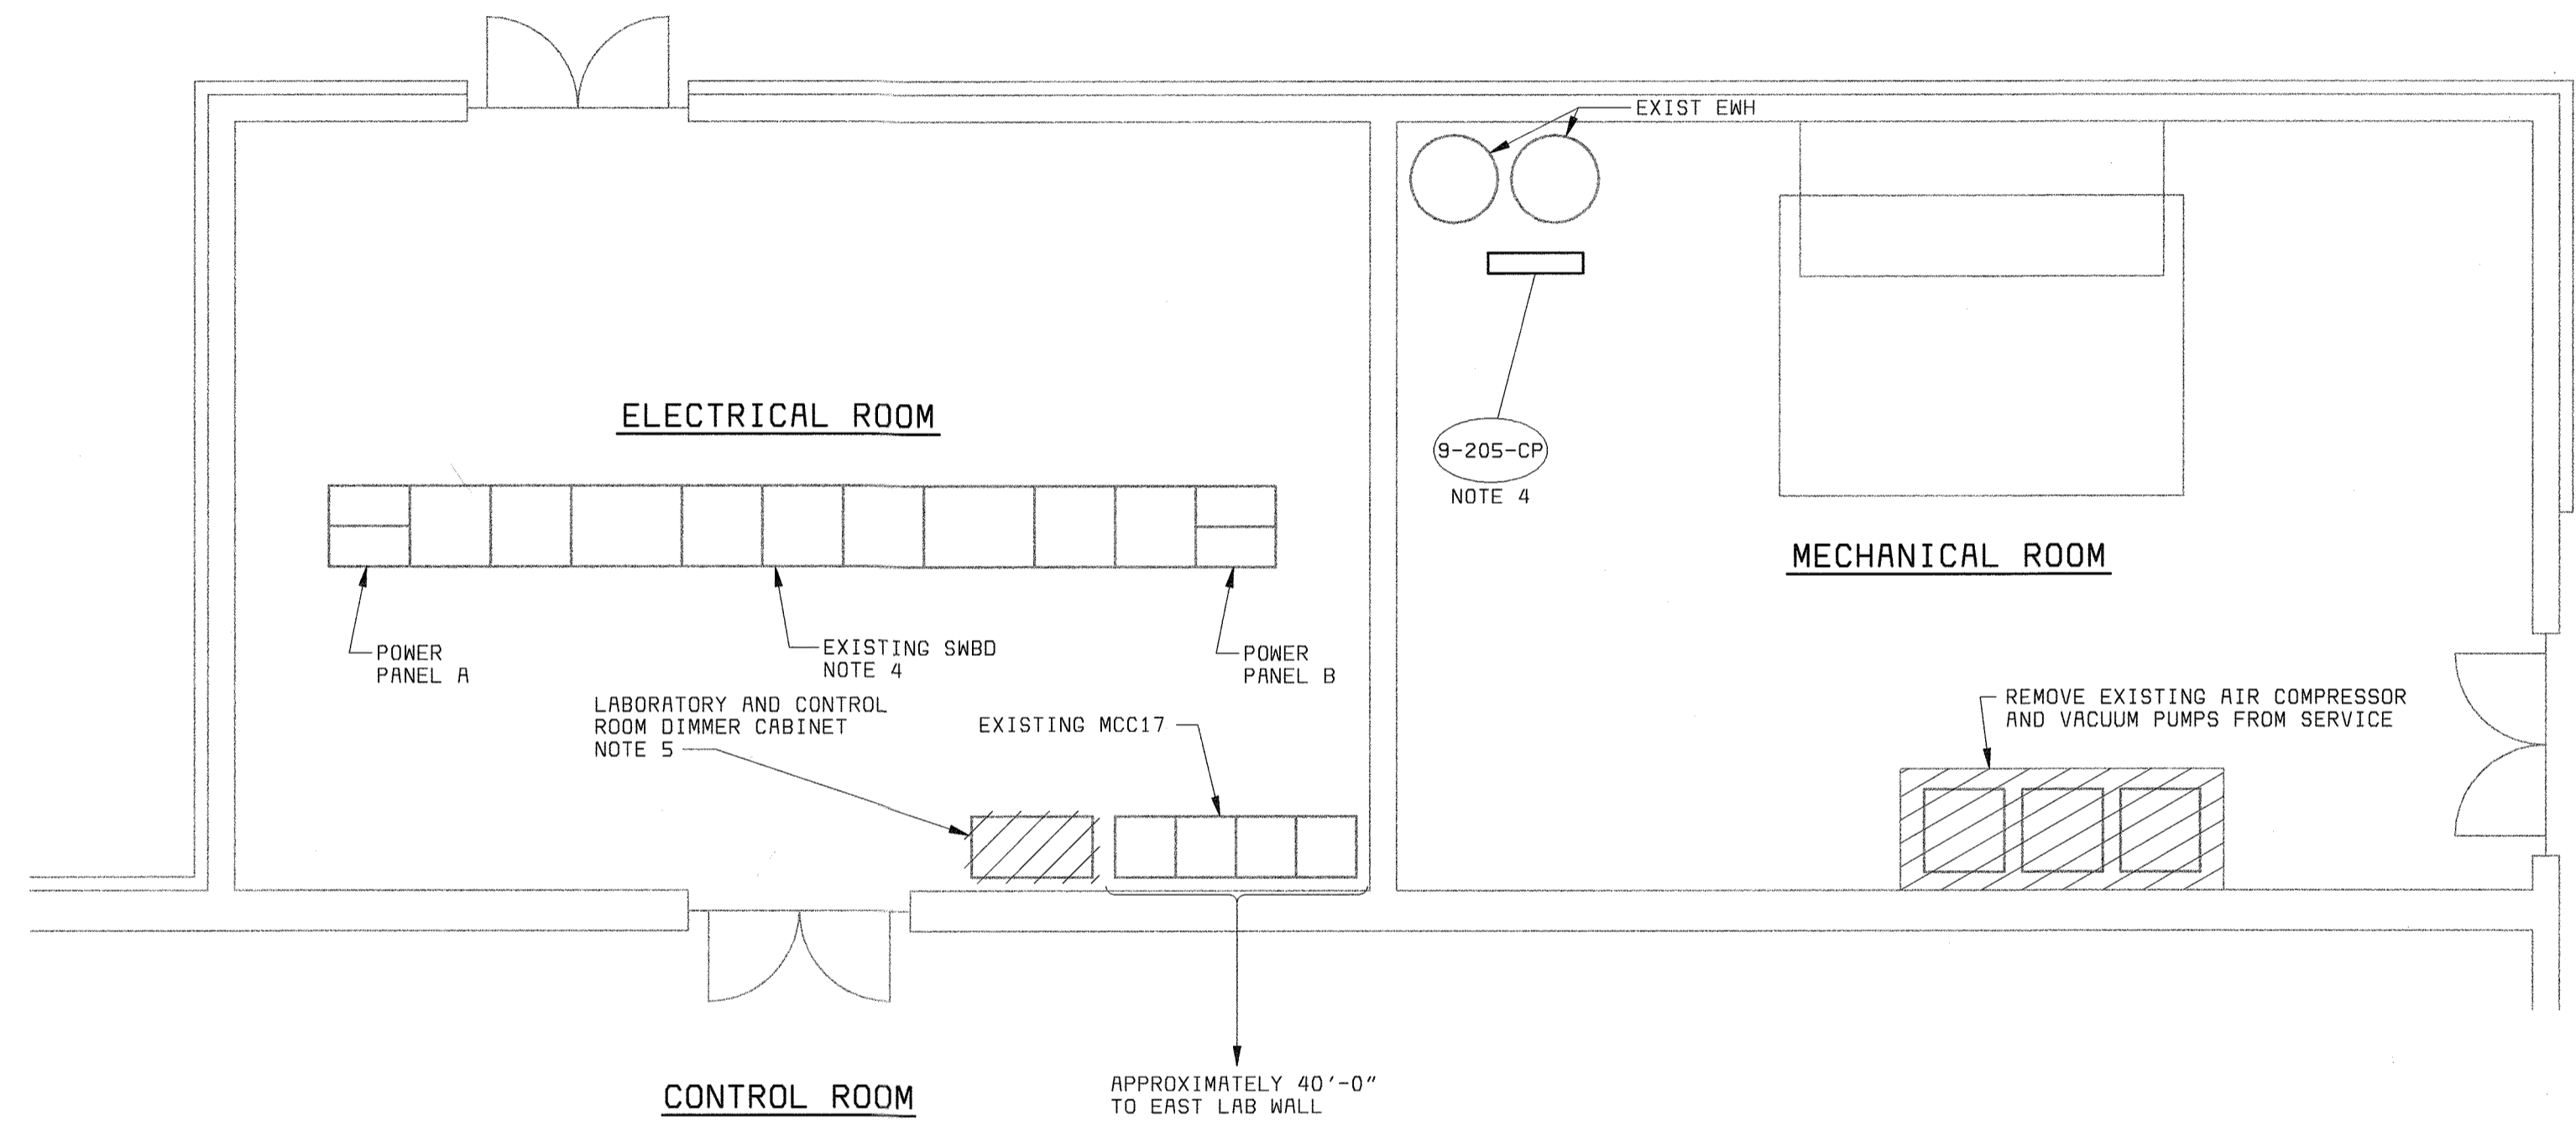 EXIST EWH
ELECTRICAL ROOM
9-205-CP
NOTE 4
MECHANICAL ROOM
POWER
PANEL A
EXISTING SWBD
NOTE 4
POWER
PANEL B
LABORATORY AND CONTROL
ROOM DIMMER CABINET
NOTE 5
EXISTING MCC17
REMOVE EXISTING AIR COMPRESSOR
AND VACUUM PUMPS FROM SERVICE
CONTROL ROOM
APPROXIMATELY 40'-0"
TO EAST LAB WALL